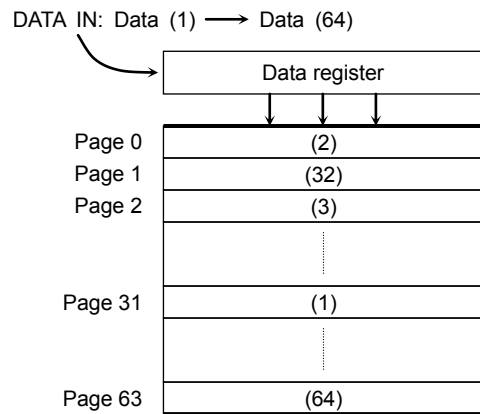 DATA IN: Data (1) → Data (64)
Data register
Page 0 (2)
Page 1 (32)
Page 2 (3)
Page 31 (1)
Page 63 (64)